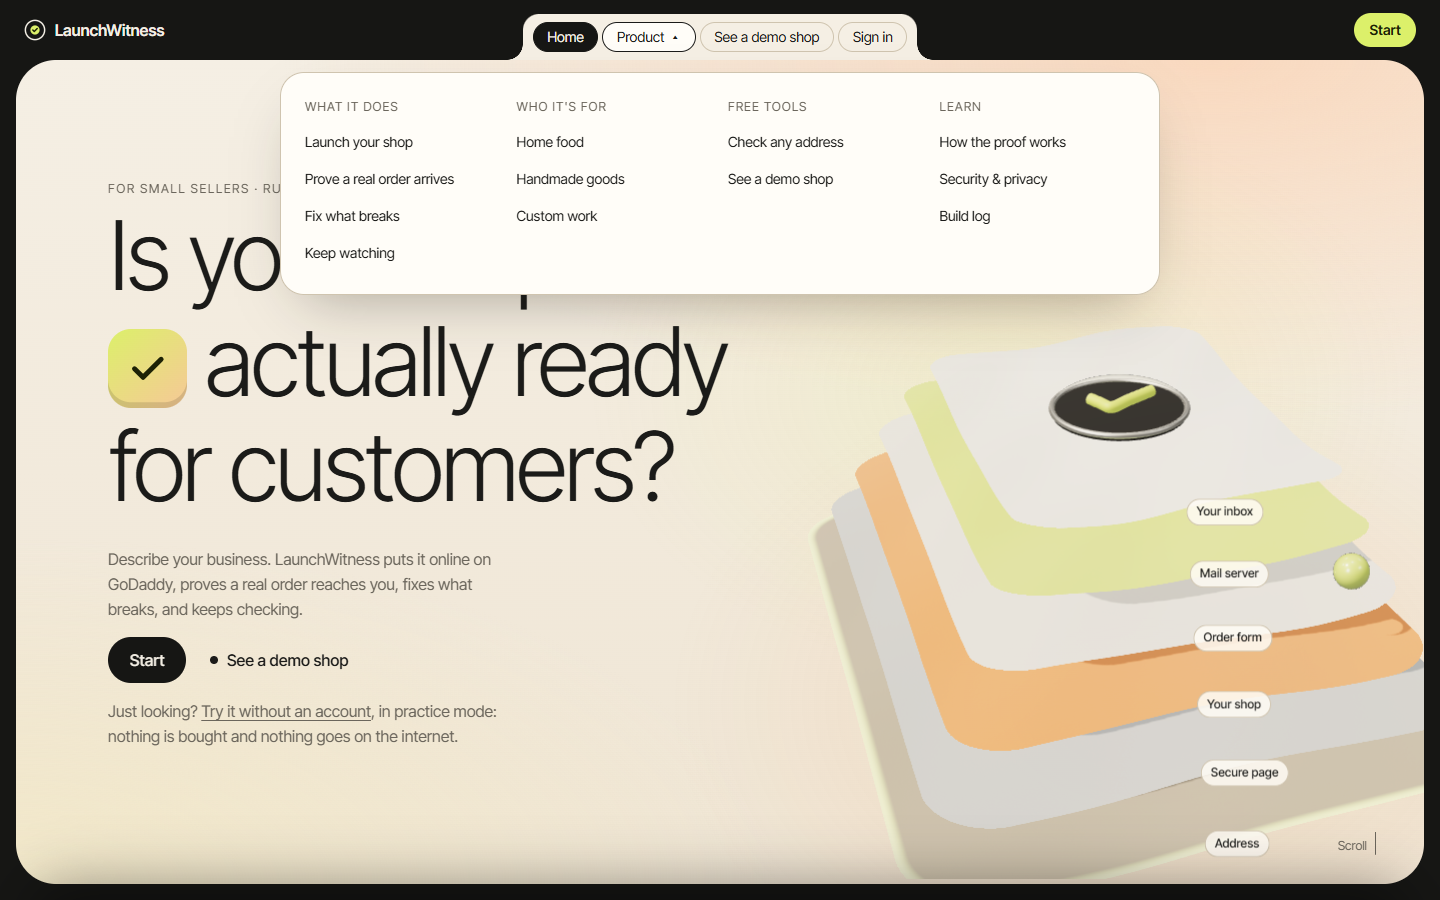 LaunchWitness
Home
Product
See a demo shop
Sign in
Start
WHAT IT DOES
Launch your shop
Prove a real order arrives
Fix what breaks
Keep watching
WHO IT'S FOR
Home food
Handmade goods
Custom work
FREE TOOLS
Check any address
See a demo shop
LEARN
How the proof works
Security & privacy
Build log
FOR SMALL SELLERS · RU
Is yo
actually ready
for customers?
Describe your business. LaunchWitness puts it online on
GoDaddy, proves a real order reaches you, fixes what
breaks, and keeps checking.
Start
See a demo shop
Just looking? Try it without an account, in practice mode:
nothing is bought and nothing goes on the internet.
Your inbox
Mail server
Order form
Your shop
Secure page
Address
Scroll